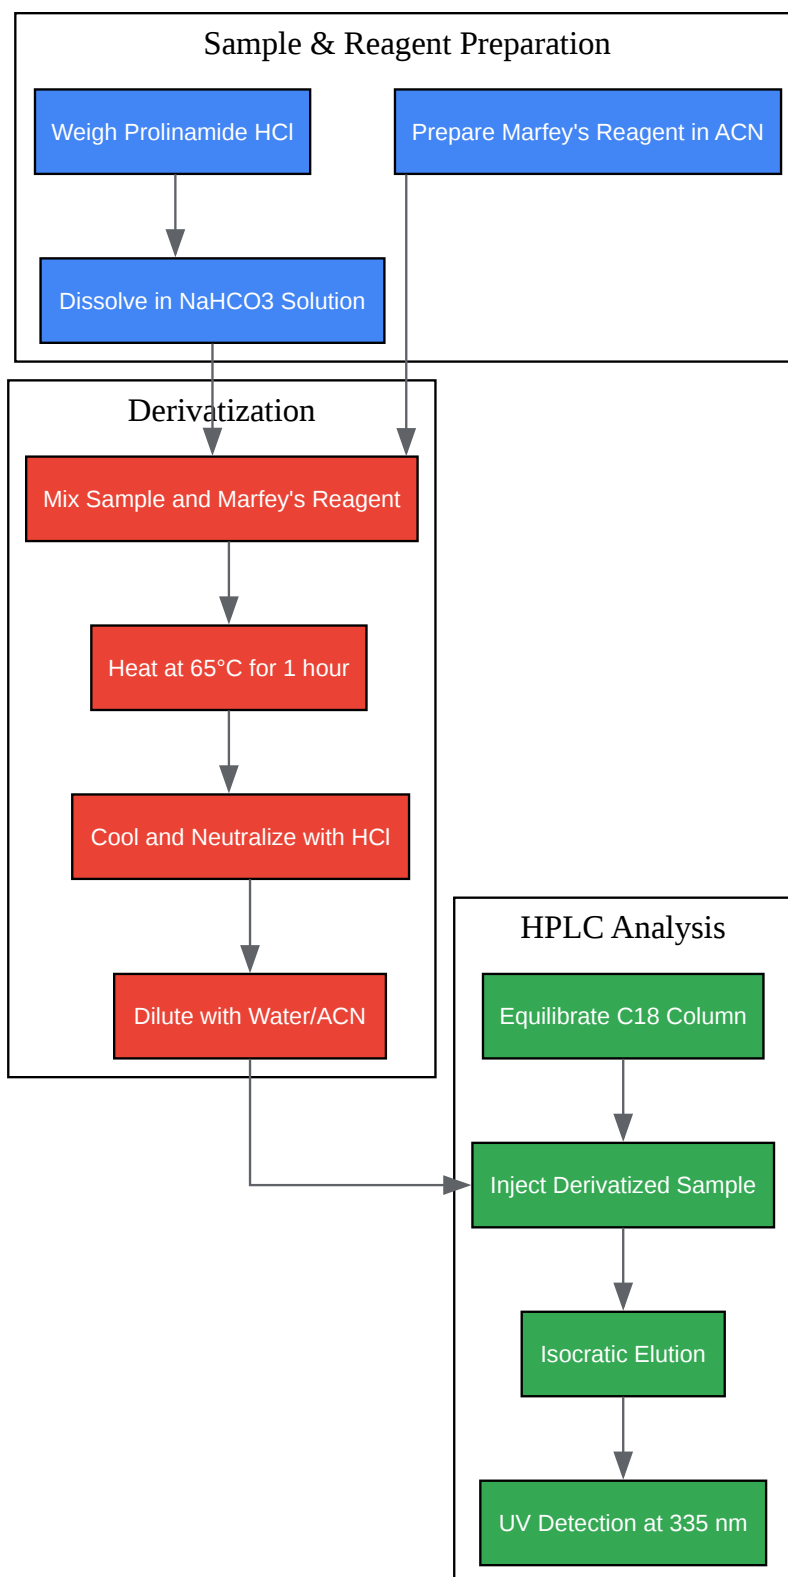 Sample & Reagent Preparation
Weigh Prolinamide HCl
Prepare Marfey's Reagent in ACN
Dissolve in NaHCO3 Solution
Derivatization
Mix Sample and Marfey's Reagent
Heat at 65°C for 1 hour
Cool and Neutralize with HCl
Dilute with Water/ACN
HPLC Analysis
Equilibrate C18 Column
Inject Derivatized Sample
Isocratic Elution
UV Detection at 335 nm